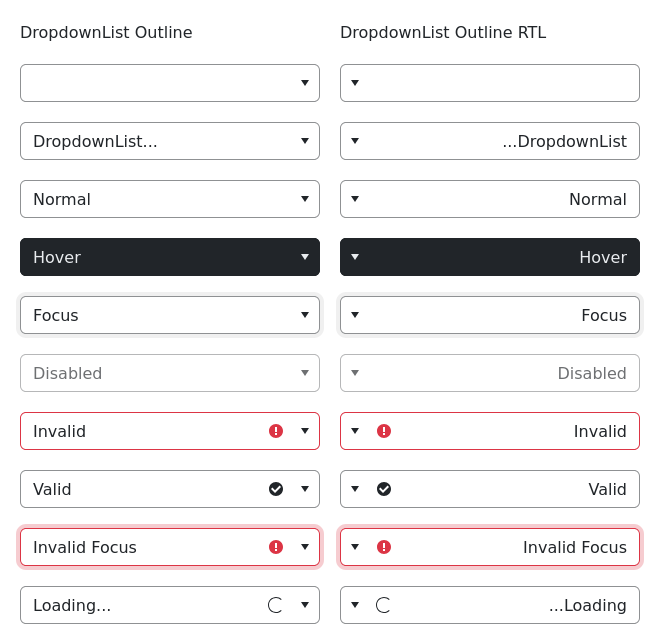 DropdownList Outline
DropdownList Outline RTL
DropdownList...
...DropdownList
Normal
Normal
Hover
Hover
Focus
Focus
Disabled
Disabled
Invalid
Invalid
Valid
Valid
Invalid Focus
Invalid Focus
Loading...
...Loading